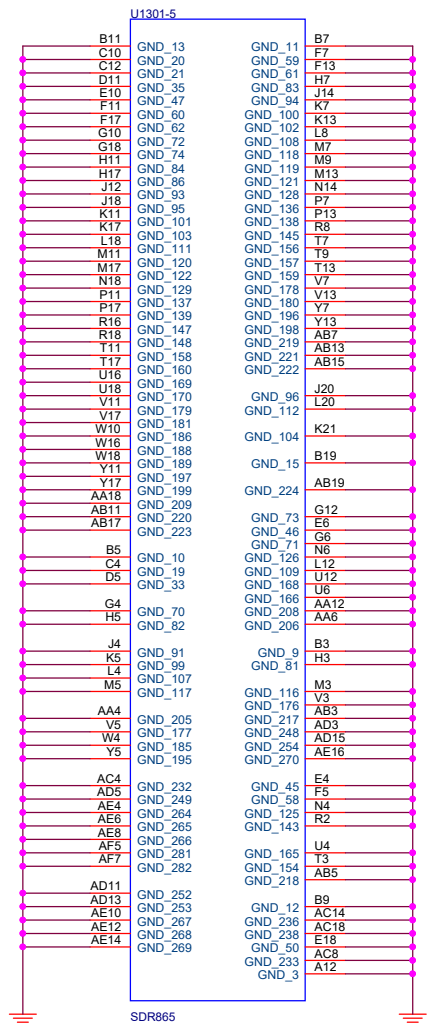 U1301-5
B11 GND_13
C10 GND_20
C12 GND_21
D11 GND_35
E10 GND_47
F11 GND_60
F17 GND_62
G10 GND_72
G18 GND_74
H11 GND_84
H17 GND_86
J12 GND_93
J18 GND_95
K11 GND_101
K17 GND_103
L18 GND_111
M11 GND_120
M17 GND_122
N18 GND_129
P11 GND_137
P17 GND_139
R16 GND_147
R18 GND_148
T11 GND_158
T17 GND_160
U16 GND_169
U18 GND_170
V11 GND_179
V17 GND_181
W10 GND_186
W16 GND_188
W18 GND_189
Y11 GND_197
Y17 GND_199
AA18 GND_209
AB11 GND_220
AB17 GND_223
B5 GND_10
C4 GND_19
D5 GND_33
G4 GND_70
H5 GND_82
J4 GND_91
K5 GND_99
L4 GND_107
M5 GND_117
AA4 GND_205
V5 GND_177
W4 GND_185
Y5 GND_195
AC4 GND_232
AD5 GND_249
AE4 GND_264
AE6 GND_265
AE8 GND_266
AF5 GND_281
AF7 GND_282
AD11 GND_252
AD13 GND_253
AE10 GND_267
AE12 GND_268
AE14 GND_269
GND_11 B7
GND_59 F7
GND_61 F13
GND_83 H7
GND_94 J14
GND_100 K7
GND_102 K13
GND_108 L8
GND_118 M7
GND_119 M9
GND_121 M13
GND_128 N14
GND_136 P7
GND_138 P13
GND_145 R8
GND_156 T7
GND_157 T9
GND_159 T13
GND_178 V7
GND_180 V13
GND_196 Y7
GND_198 Y13
GND_219 AB7
GND_221 AB13
GND_222 AB15
GND_96 J20
GND_112 L20
GND_104 K21
GND_15 B19
GND_224 AB19
GND_73 G12
GND_46 E6
GND_71 G6
GND_126 N6
GND_109 L12
GND_168 U12
GND_166 U6
GND_208 AA12
GND_206 AA6
GND_9 B3
GND_81 H3
GND_116 M3
GND_176 V3
GND_217 AB3
GND_248 AD3
GND_254 AD15
GND_270 AE16
GND_45 E4
GND_58 F5
GND_125 N4
GND_143 R2
GND_165 U4
GND_154 T3
GND_218 AB5
GND_12 B9
GND_236 AC14
GND_238 AC18
GND_50 E18
GND_233 AC8
GND_3 A12
SDR865